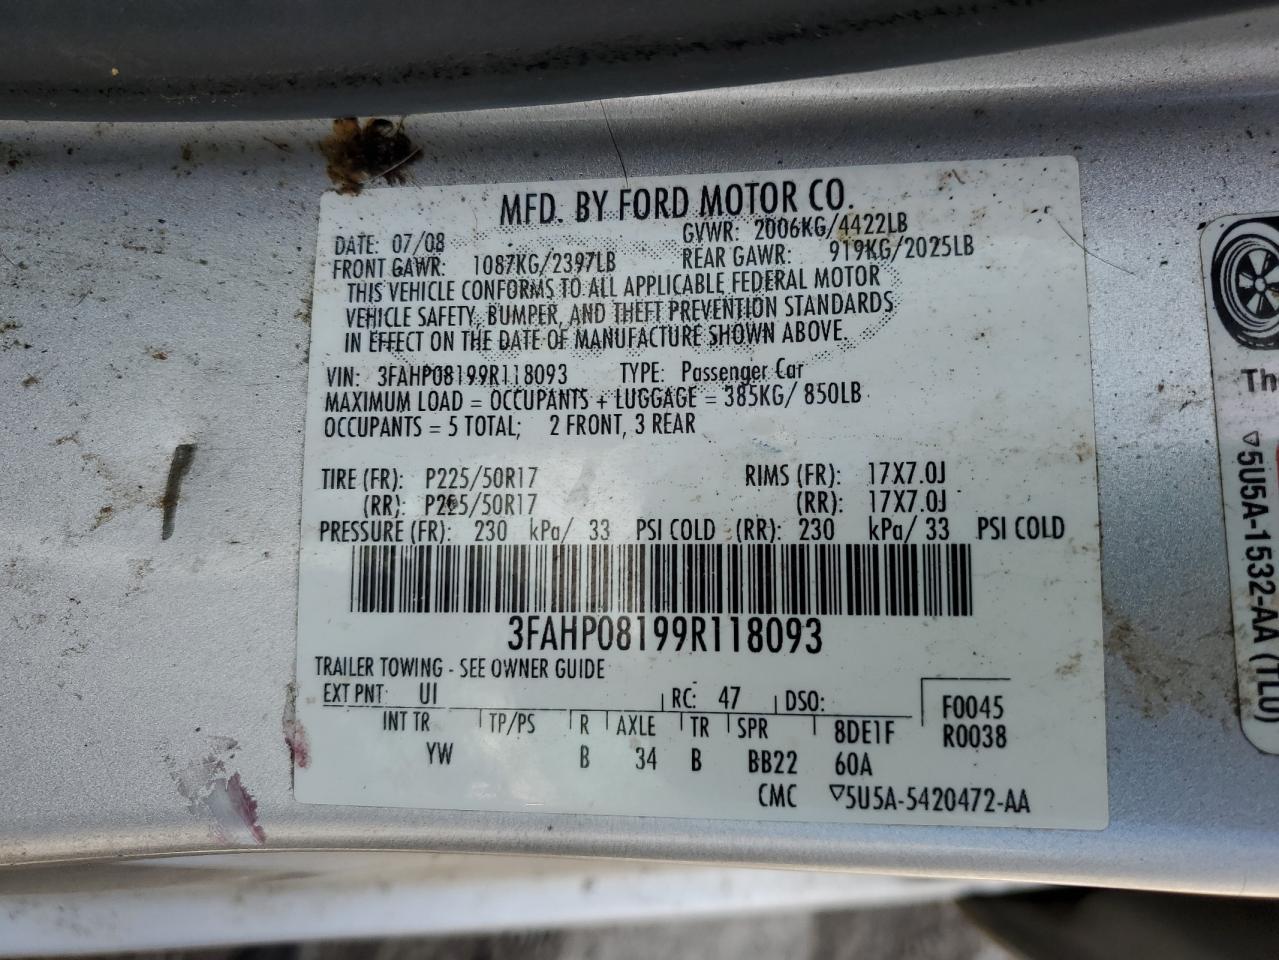 MFD. BY FORD MOTOR CO.
DATE: 07/08 GVWR: 2006KG/4422LB
FRONT GAWR: 1087KG/2397LB REAR GAWR: 919KG/2025LB
THIS VEHICLE CONFORMS TO ALL APPLICABLE FEDERAL MOTOR
VEHICLE SAFETY, BUMPER, AND THEFT PREVENTION STANDARDS
IN EFFECT ON THE DATE OF MANUFACTURE SHOWN ABOVE.
VIN: 3FAHP08199R118093 TYPE: Passenger Car
MAXIMUM LOAD = OCCUPANTS + LUGGAGE = 385KG/ 850LB
OCCUPANTS = 5 TOTAL; 2 FRONT, 3 REAR
TIRE (FR): P225/50R17 RIMS (FR): 17X7.0J
(RR): P225/50R17 (RR): 17X7.0J
PRESSURE (FR): 230 kPa/ 33 PSI COLD (RR): 230 kPa/ 33 PSI COLD
3FAHP08199R118093
TRAILER TOWING - SEE OWNER GUIDE
EXT PNT: UI RC: 47 DSO: F0045
INT TR TP/PS R AXLE TR SPR 8DE1F R0038
YW B 34 B BB22 60A
CMC ▽5U5A-5420472-AA
Th
▽5U5A-1532-AA (TL0)